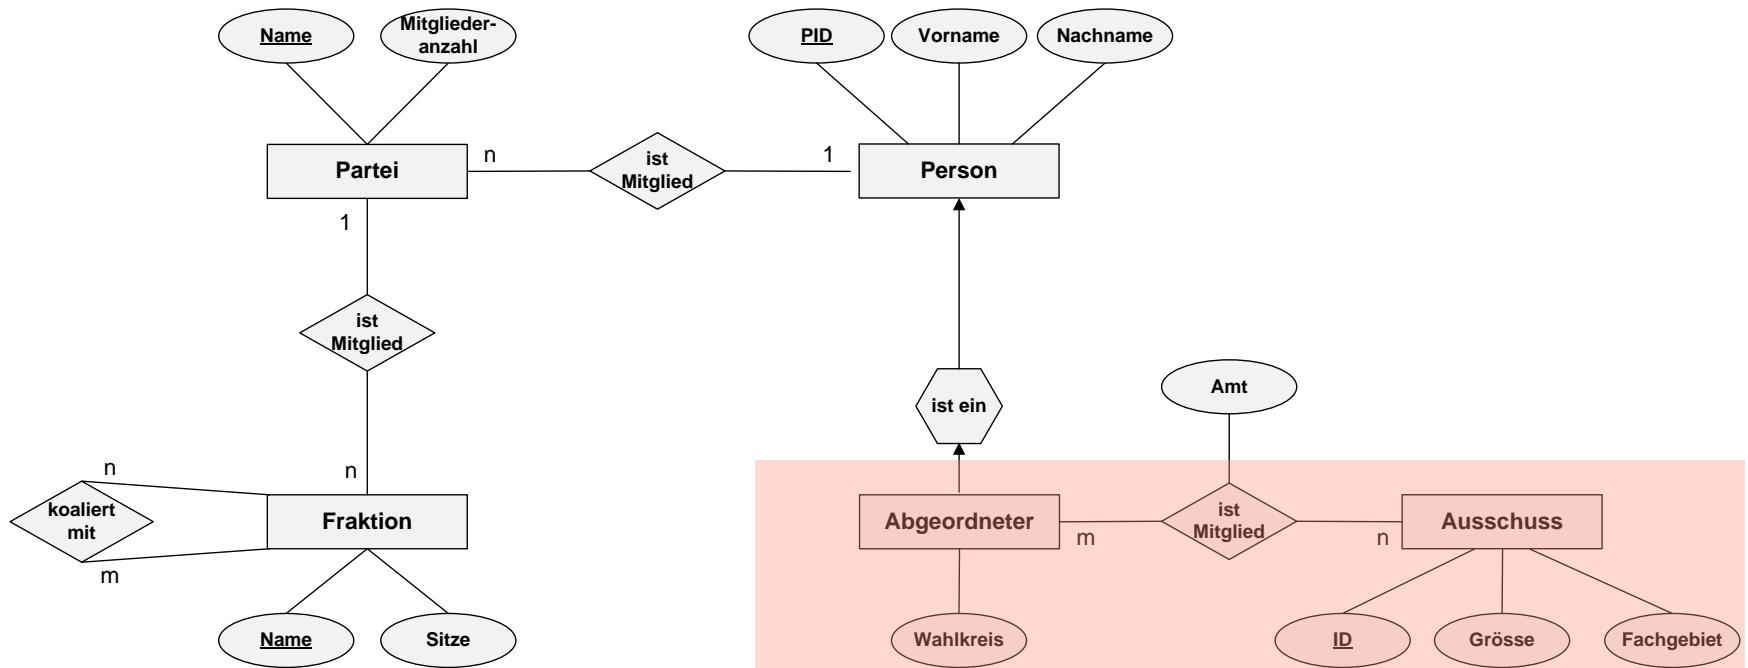 Name
Mitglieder-
anzahl
PID
Vorname
Nachname
Partei
n
ist
Mitglied
1
Person
1
ist
Mitglied
n
ist ein
Amt
n
koaliert
mit
m
Fraktion
Abgeordneter
m
ist
Mitglied
n
Ausschuss
Name
Sitze
Wahlkreis
ID
Grösse
Fachgebiet